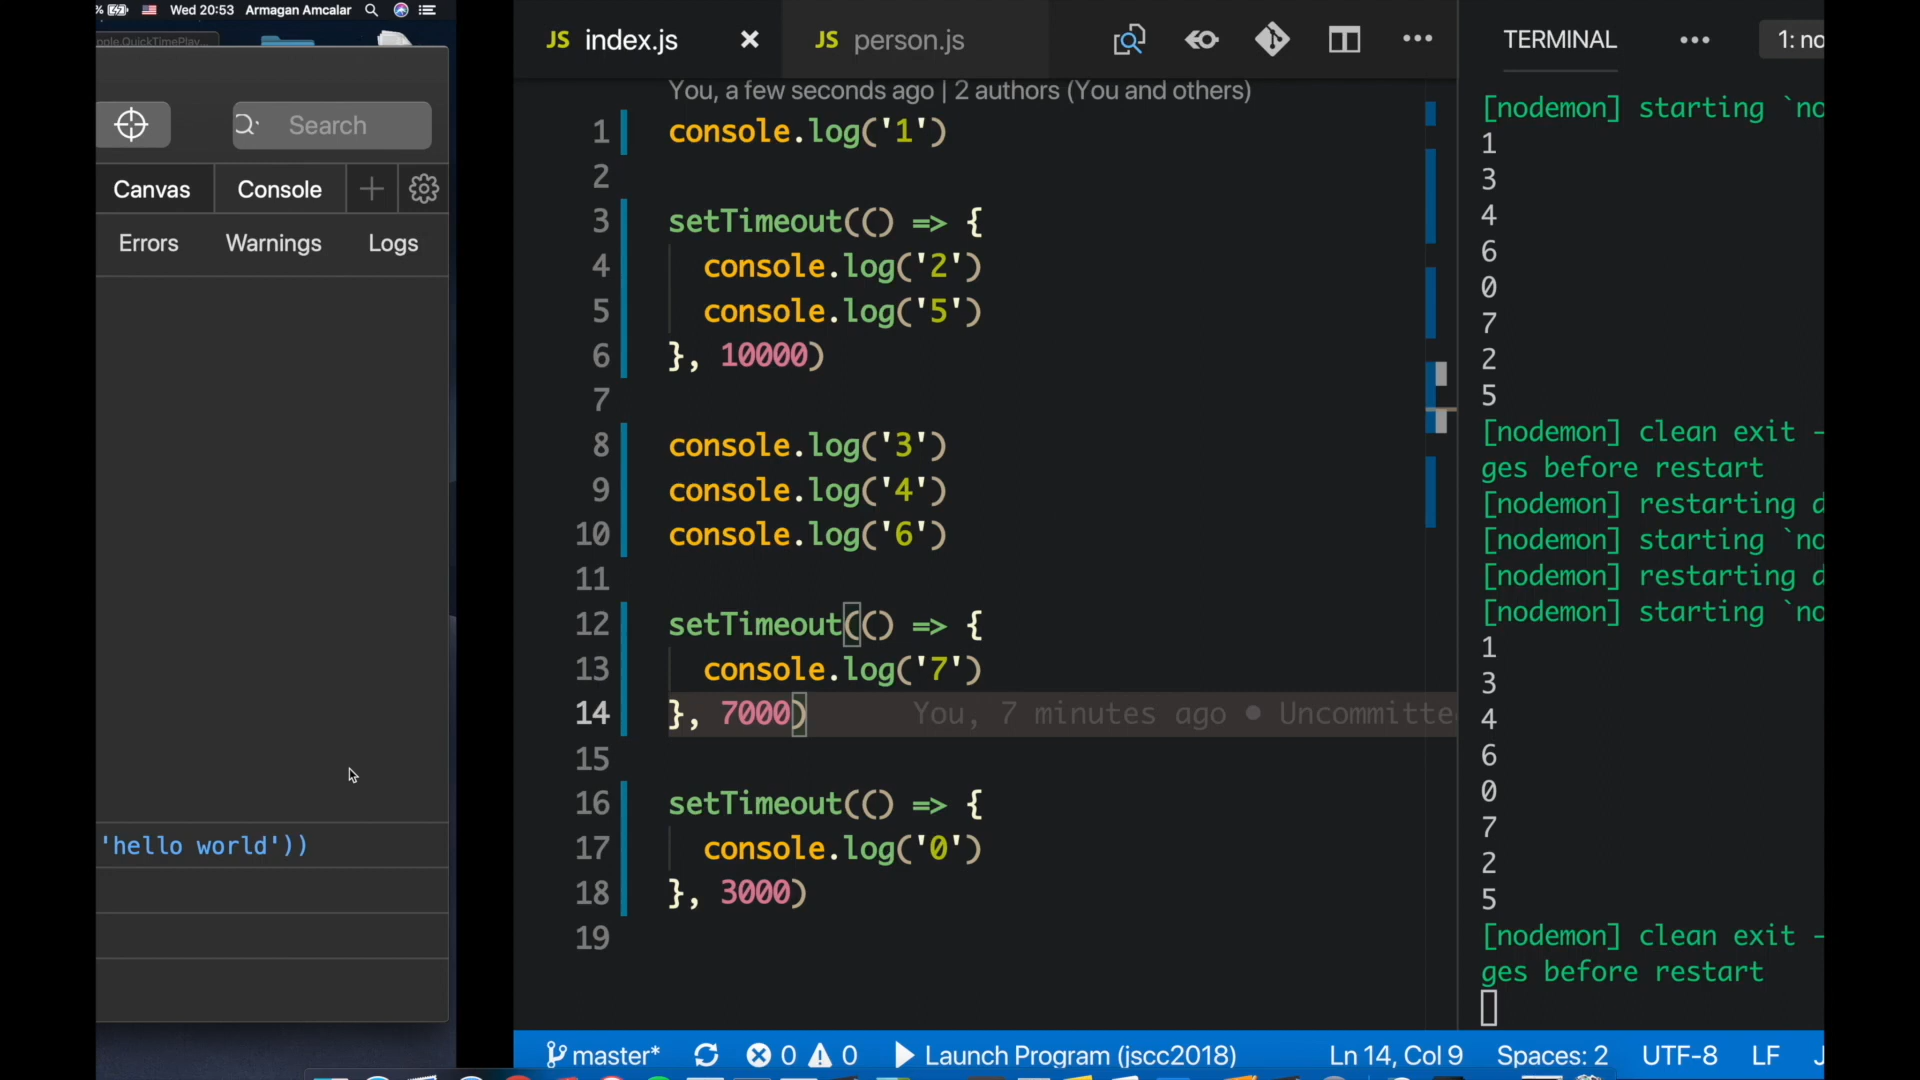 % Wed 20:53 Armagan Amcalar
Search
Canvas Console
Errors Warnings Logs
'hello world'))
JS index.js
JS person.js
You, a few seconds ago | 2 authors (You and others)
1 console.log('1')
2
3 setTimeout(() => {
4 console.log('2')
5 console.log('5')
6 }, 10000)
7
8 console.log('3')
9 console.log('4')
10 console.log('6')
11
12 setTimeout(() => {
13 console.log('7')
14 }, 7000) You, 7 minutes ago • Uncommitte
15
16 setTimeout(() => {
17 console.log('0')
18 }, 3000)
19
TERMINAL 1: no
[nodemon] starting `no
1
3
4
6
0
7
2
5
[nodemon] clean exit -
ges before restart
[nodemon] restarting d
[nodemon] starting `no
[nodemon] restarting d
[nodemon] starting `no
1
3
4
6
0
7
2
5
[nodemon] clean exit -
ges before restart
master* 0 0 Launch Program (jscc2018) Ln 14, Col 9 Spaces: 2 UTF-8 LF